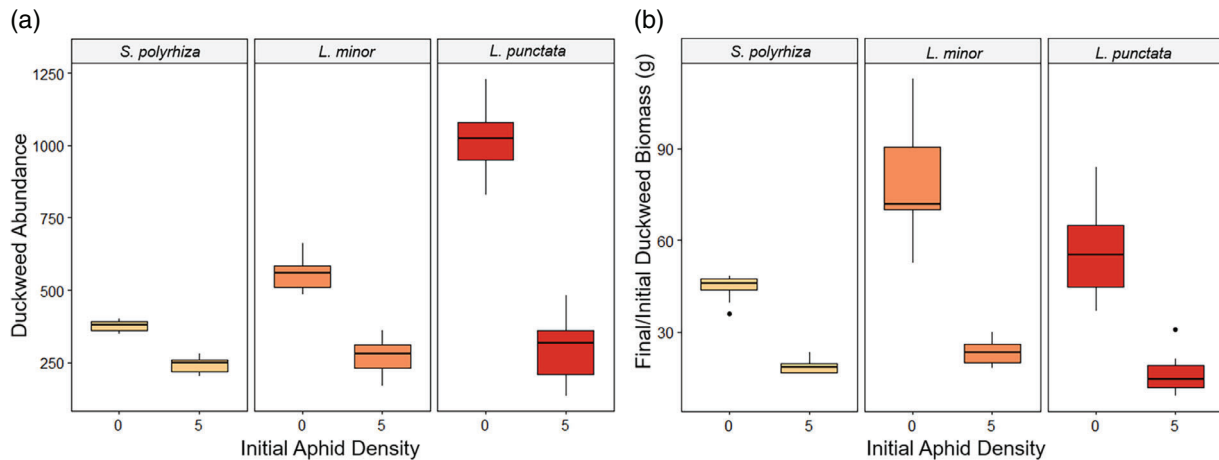 (a)
S. polyrhiza
L. minor
L. punctata
Duckweed Abundance
1250
1000
750
500
250
0
5
0
5
0
5
Initial Aphid Density
(b)
S. polyrhiza
L. minor
L. punctata
Final/Initial Duckweed Biomass (g)
90
60
30
0
5
0
5
0
5
Initial Aphid Density